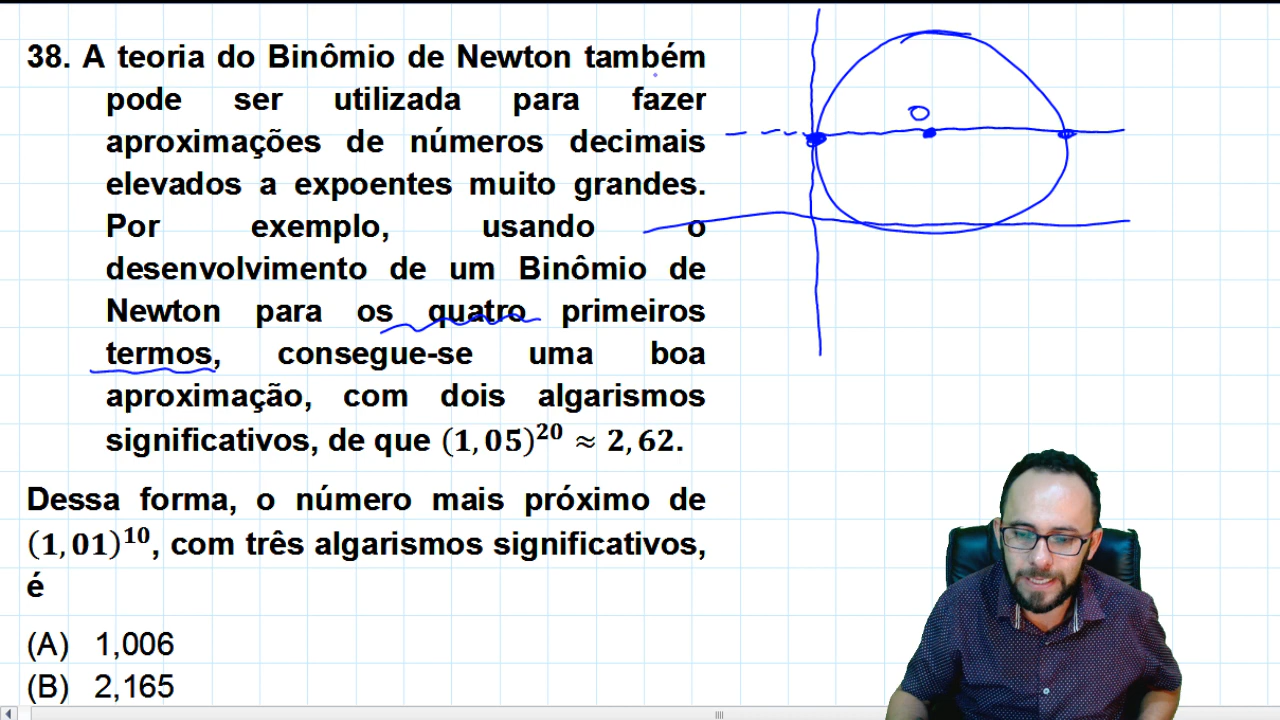 38. A teoria do Binômio de Newton também
pode ser utilizada para fazer
aproximações de números decimais
elevados a expoentes muito grandes.
Por exemplo, usando o
desenvolvimento de um Binômio de
Newton para os quatro primeiros
termos, consegue-se uma boa
aproximação, com dois algarismos
significativos, de que (1,05)²⁰ ≈ 2,62.
Dessa forma, o número mais próximo de
(1,01)¹⁰, com três algarismos significativos,
é
(A) 1,006
(B) 2,165
O